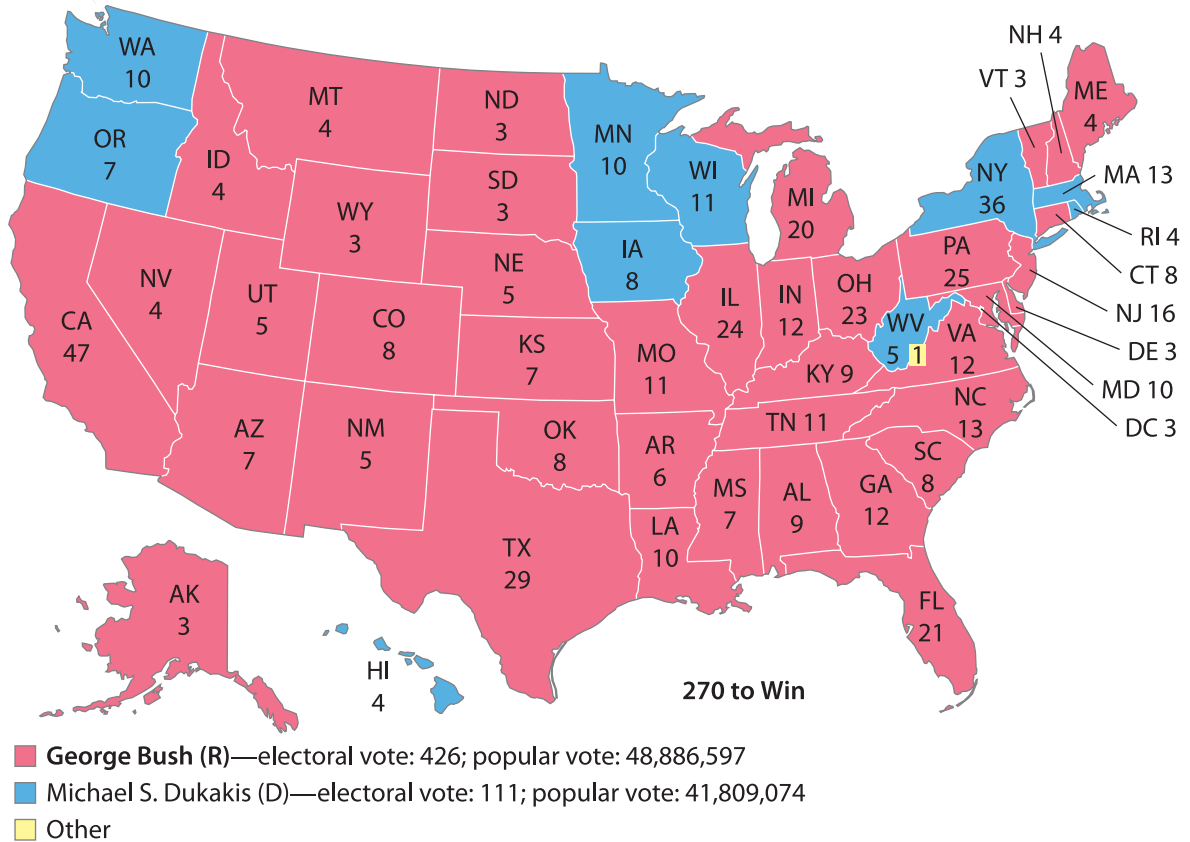 NH 4
VT 3
WA
10
MT
4
ND
3
ME
4
MN
10
OR
7
ID
4
SD
3
WI
11
NY
36
MA 13
MI
20
WY
3
RI 4
PA
25
CT 8
IA
8
NE
5
NV
4
UT
5
OH
23
IL
24
IN
12
NJ 16
CA
47
CO
8
WV
5
1
VA
12
DE 3
KS
7
MO
11
KY 9
MD 10
NC
13
TN 11
DC 3
AZ
7
NM
5
OK
8
AR
6
SC
8
MS
7
AL
9
GA
12
LA
10
TX
29
AK
3
FL
21
HI
4
270 to Win
George Bush (R)—electoral vote: 426; popular vote: 48,886,597
Michael S. Dukakis (D)—electoral vote: 111; popular vote: 41,809,074
Other